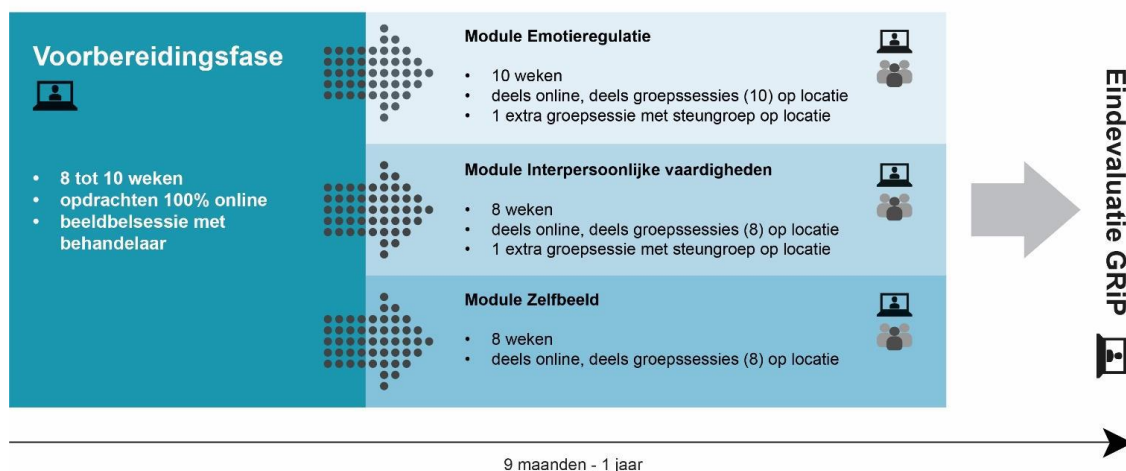 Voorbereidingsfase
• 8 tot 10 weken
• opdrachten 100% online
• beeldbelsessie met
behandelaar
Module Emotieregulatie
• 10 weken
• deels online, deels groepssessies (10) op locatie
• 1 extra groepsessie met steungroep op locatie
Module Interpersoonlijke vaardigheden
• 8 weken
• deels online, deels groepssessies (8) op locatie
• 1 extra groepsessie met steungroep op locatie
Module Zelfbeeld
• 8 weken
• deels online, deels groepssessies (8) op locatie
Eindevaluatie GRiP
9 maanden - 1 jaar